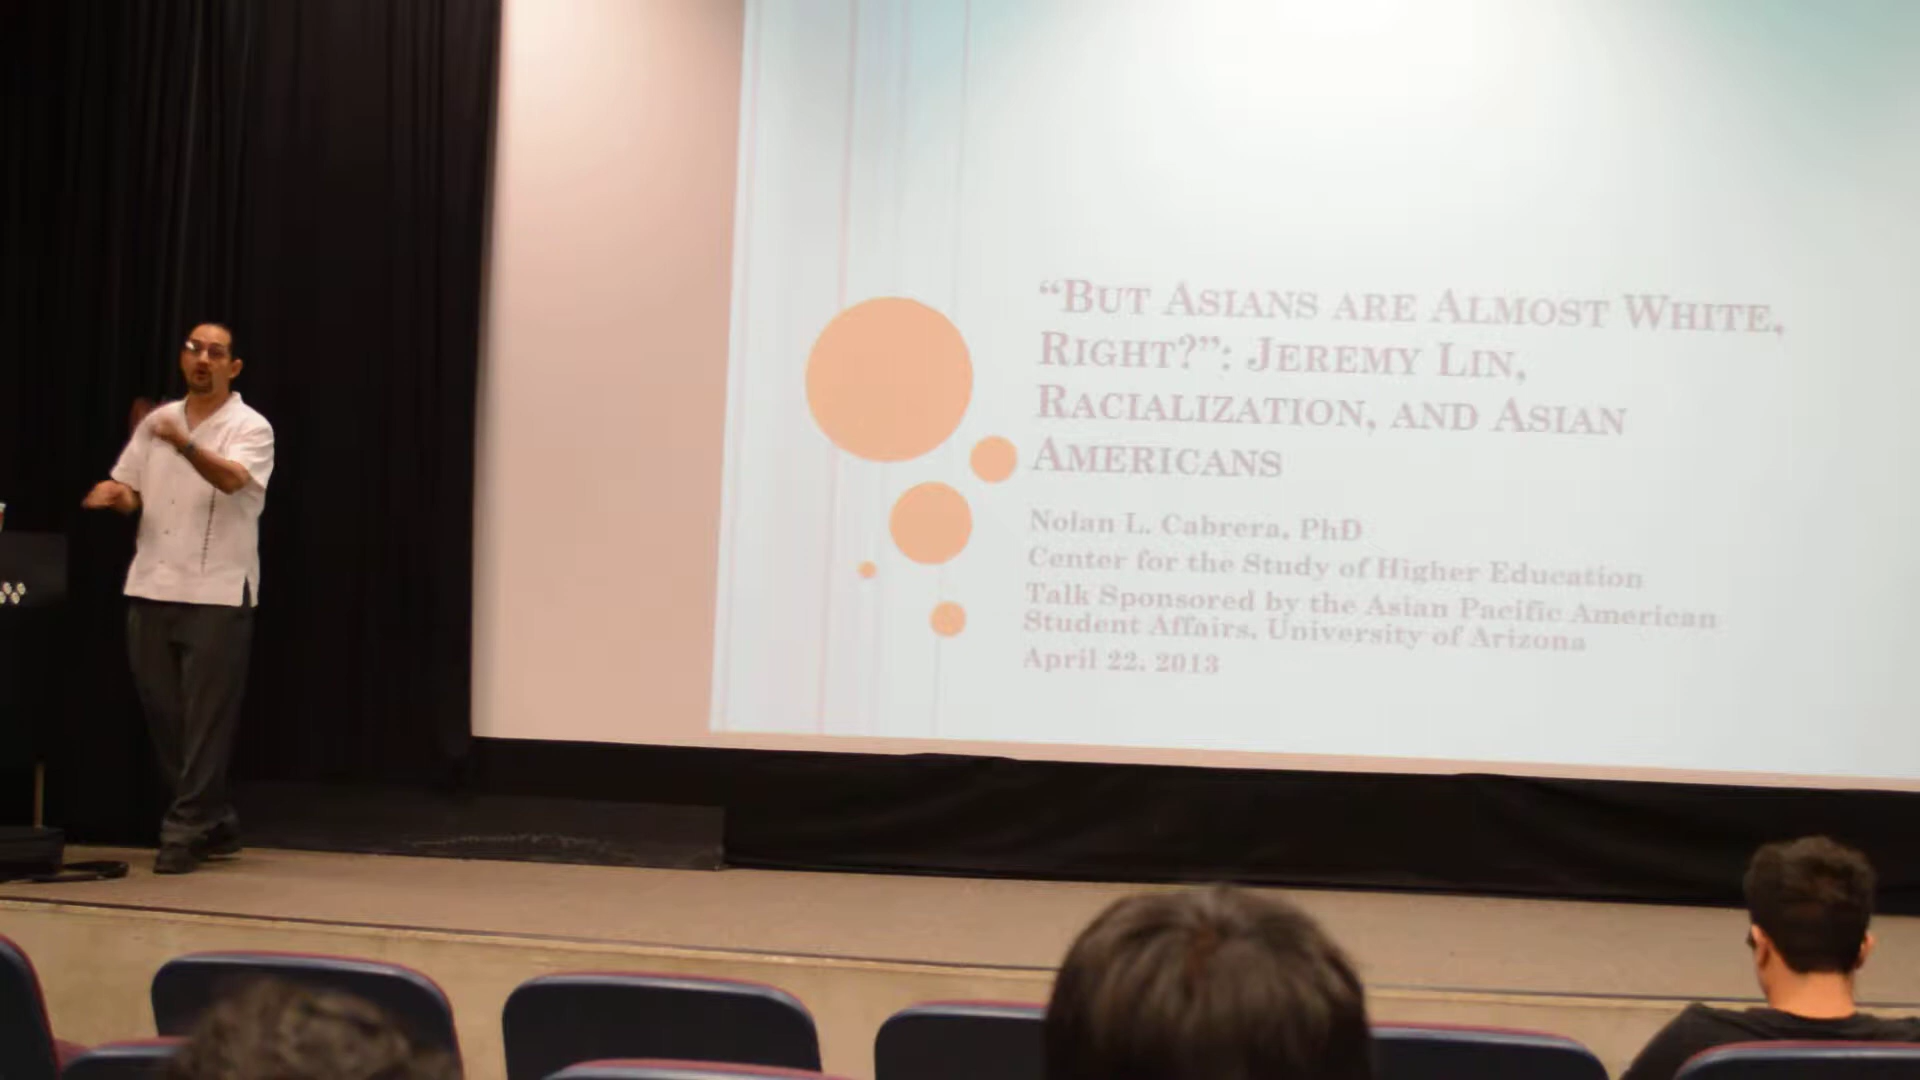 “But Asians are Almost White,
Right?”: Jeremy Lin,
Racialization, and Asian
Americans
Nolan L. Cabrera, PhD
Center for the Study of Higher Education
Talk Sponsored by the Asian Pacific American
Student Affairs, University of Arizona
April 22, 2013